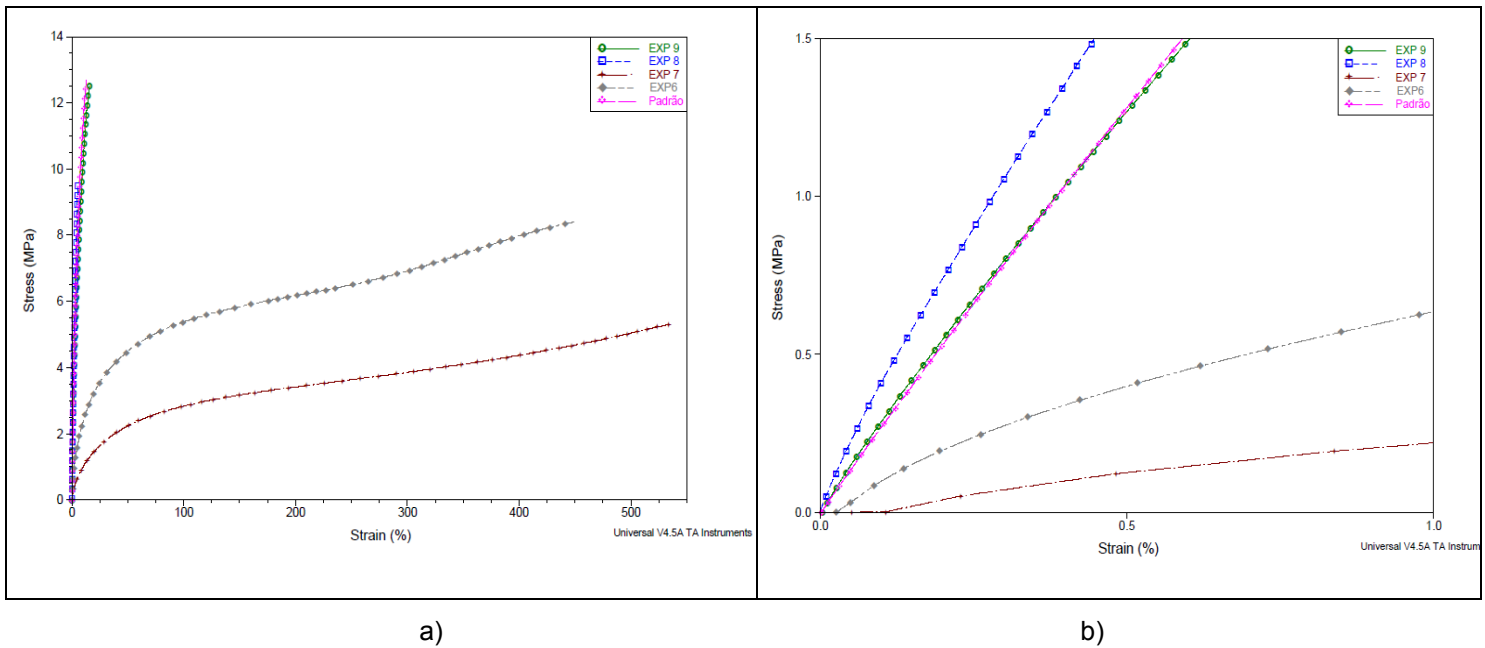 14
12
10
8
6
4
2
0
Stress (MPa)
0
100
200
300
400
500
Strain (%)
Universal V4.5A TA Instruments
EXP 9
EXP 8
EXP 7
EXP6
Padrão
1.5
1.0
0.5
0.0
Stress (MPa)
0.0
0.5
1.0
Strain (%)
Universal V4.5A TA Instrum
EXP 9
EXP 8
EXP 7
EXP6
Padrão
a)
b)